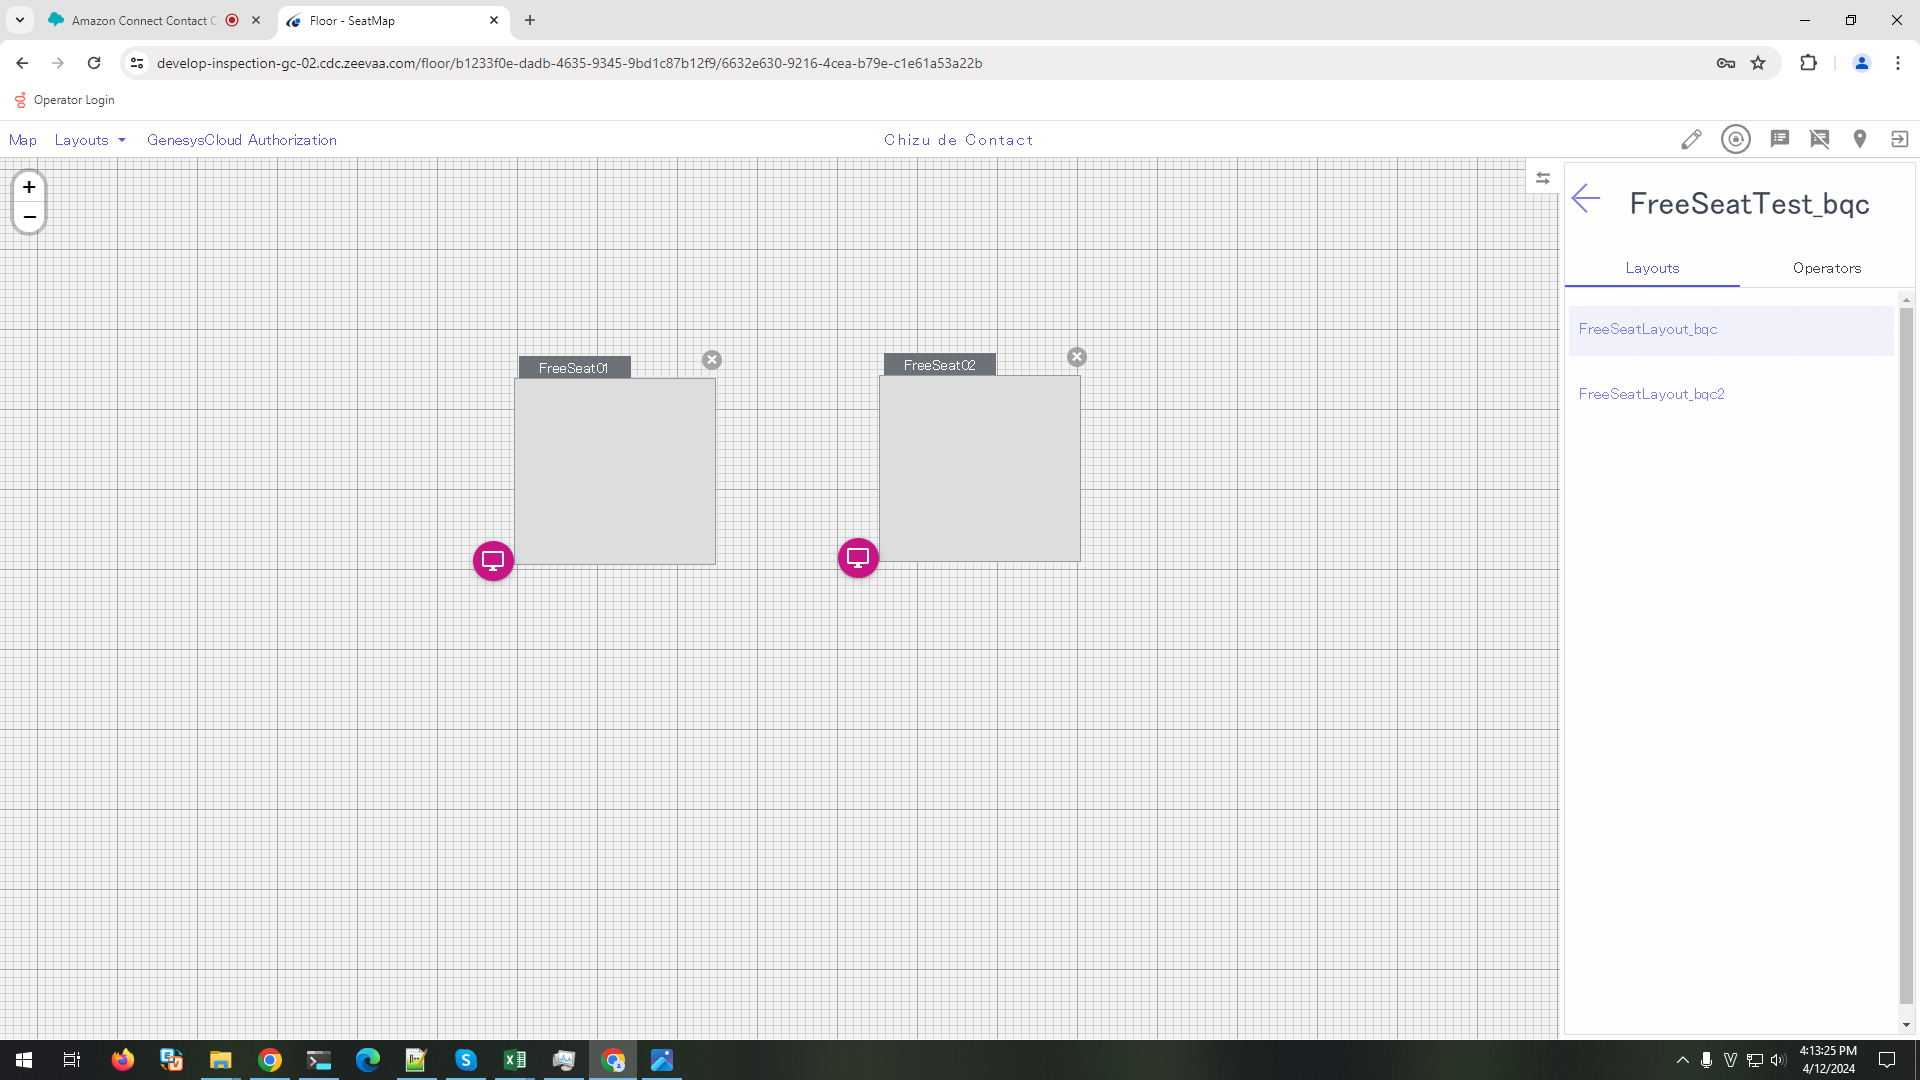 Amazon Connect Contact C
Floor - SeatMap
develop-inspection-gc-02.cdc.zeevaa.com/floor/b1233f0e-dadb-4635-9345-9bd1c87b12f9/6632e630-9216-4cea-b79e-c1e61a53a22b
Operator Login
Map Layouts GenesysCloud Authorization Chizu de Contact
+
−
FreeSeatTest_bqc
Layouts Operators
FreeSeatLayout_bqc
FreeSeatLayout_bqc2
FreeSeat01
FreeSeat02
4:13:25 PM
4/12/2024